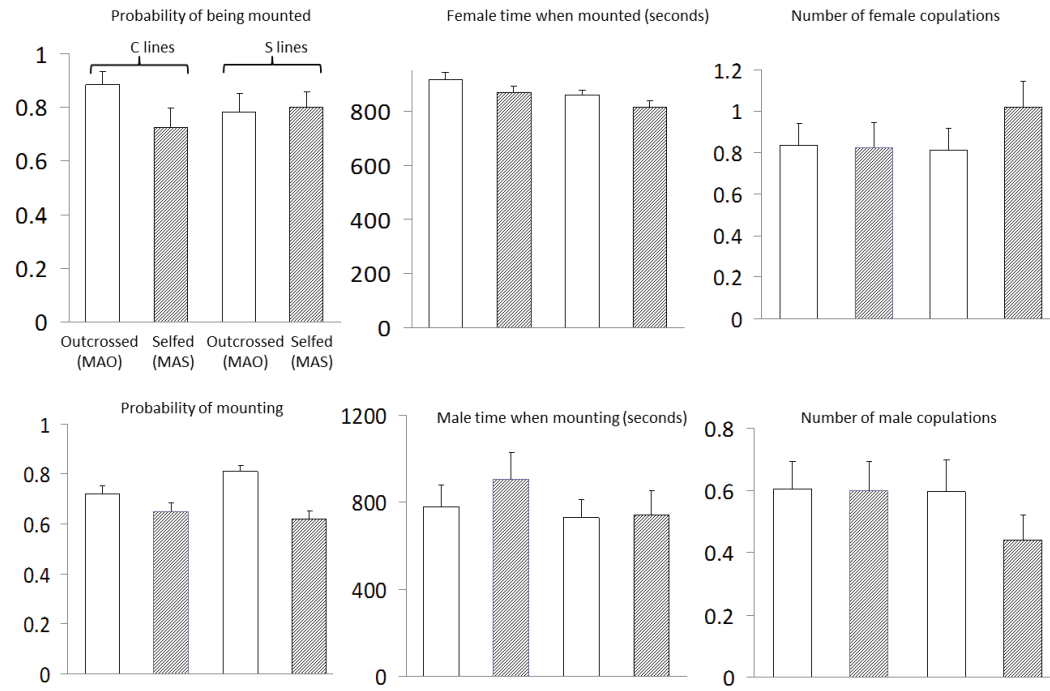 Probability of being mounted
Female time when mounted (seconds)
Number of female copulations
C lines
S lines
1
0.8
0.6
0.4
0.2
0
800
600
400
200
0
1.2
1
0.8
0.6
0.4
0.2
0
Outcrossed
(MAO)
Selfed
(MAS)
Outcrossed
(MAO)
Selfed
(MAS)
Probability of mounting
Male time when mounting (seconds)
Number of male copulations
1
0.8
0.6
0.4
0.2
0
1200
800
400
0
0.8
0.6
0.4
0.2
0